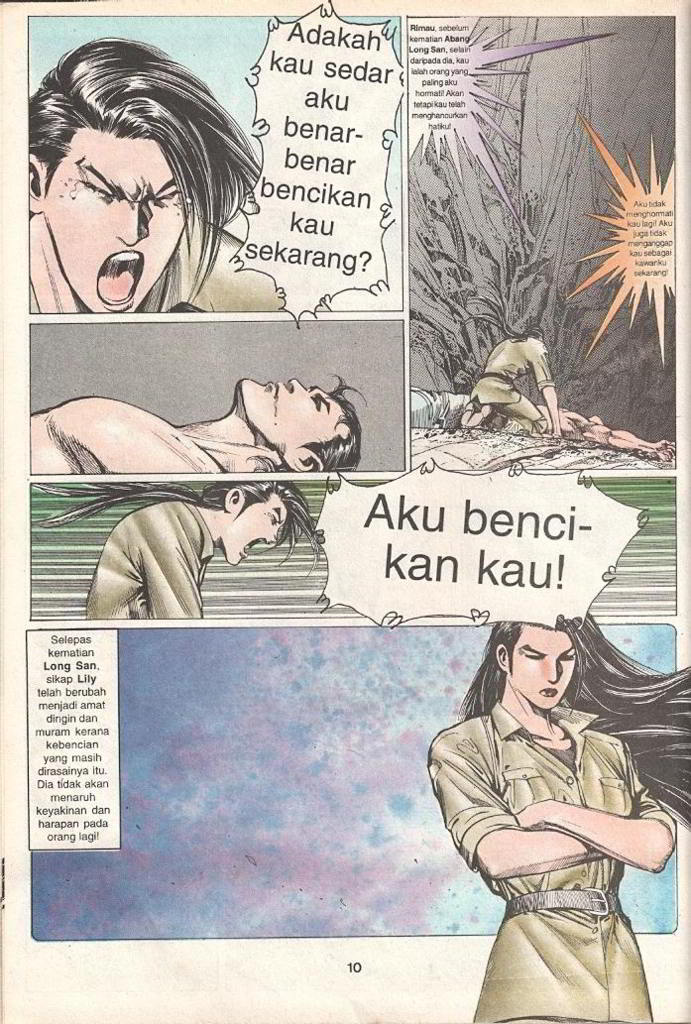 Adakah
kau sedar
aku
benar-
benar
bencikan
kau
sekarang?
Rimau, sebelum
kematian Abang
Long San, selain
daripada dia, kau
ialah orang yang
paling aku
hormati! Akan
tetapi kau telah
menghancurkan
hatiku!
Aku tidak
menghormati
kau lagi! Aku
juga tidak
menganggap
kau sebagai
kawanku
sekarang!
Aku benci-
kan kau!
Selepas
kematian
Long San,
sikap Lily
telah berubah
menjadi amat
dingin dan
muram kerana
kebencian
yang masih
dirasainya itu.
Dia tidak akan
menaruh
keyakinan dan
harapan pada
orang lagi!
10